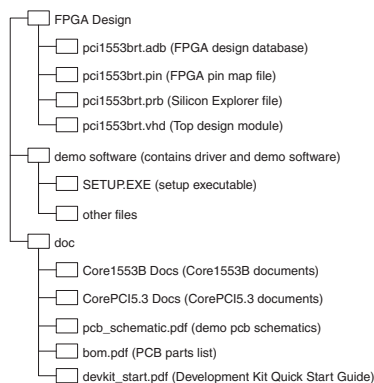 FPGA Design
pci1553brt.adb (FPGA design database)
pci1553brt.pin (FPGA pin map file)
pci1553brt.prb (Silicon Explorer file)
pci1553brt.vhd (Top design module)
demo software (contains driver and demo software)
SETUP.EXE (setup executable)
other files
doc
Core1553B Docs (Core1553B documents)
CorePCI5.3 Docs (CorePCI5.3 documents)
pcb_schematic.pdf (demo pcb schematics)
bom.pdf (PCB parts list)
devkit_start.pdf (Development Kit Quick Start Guide)